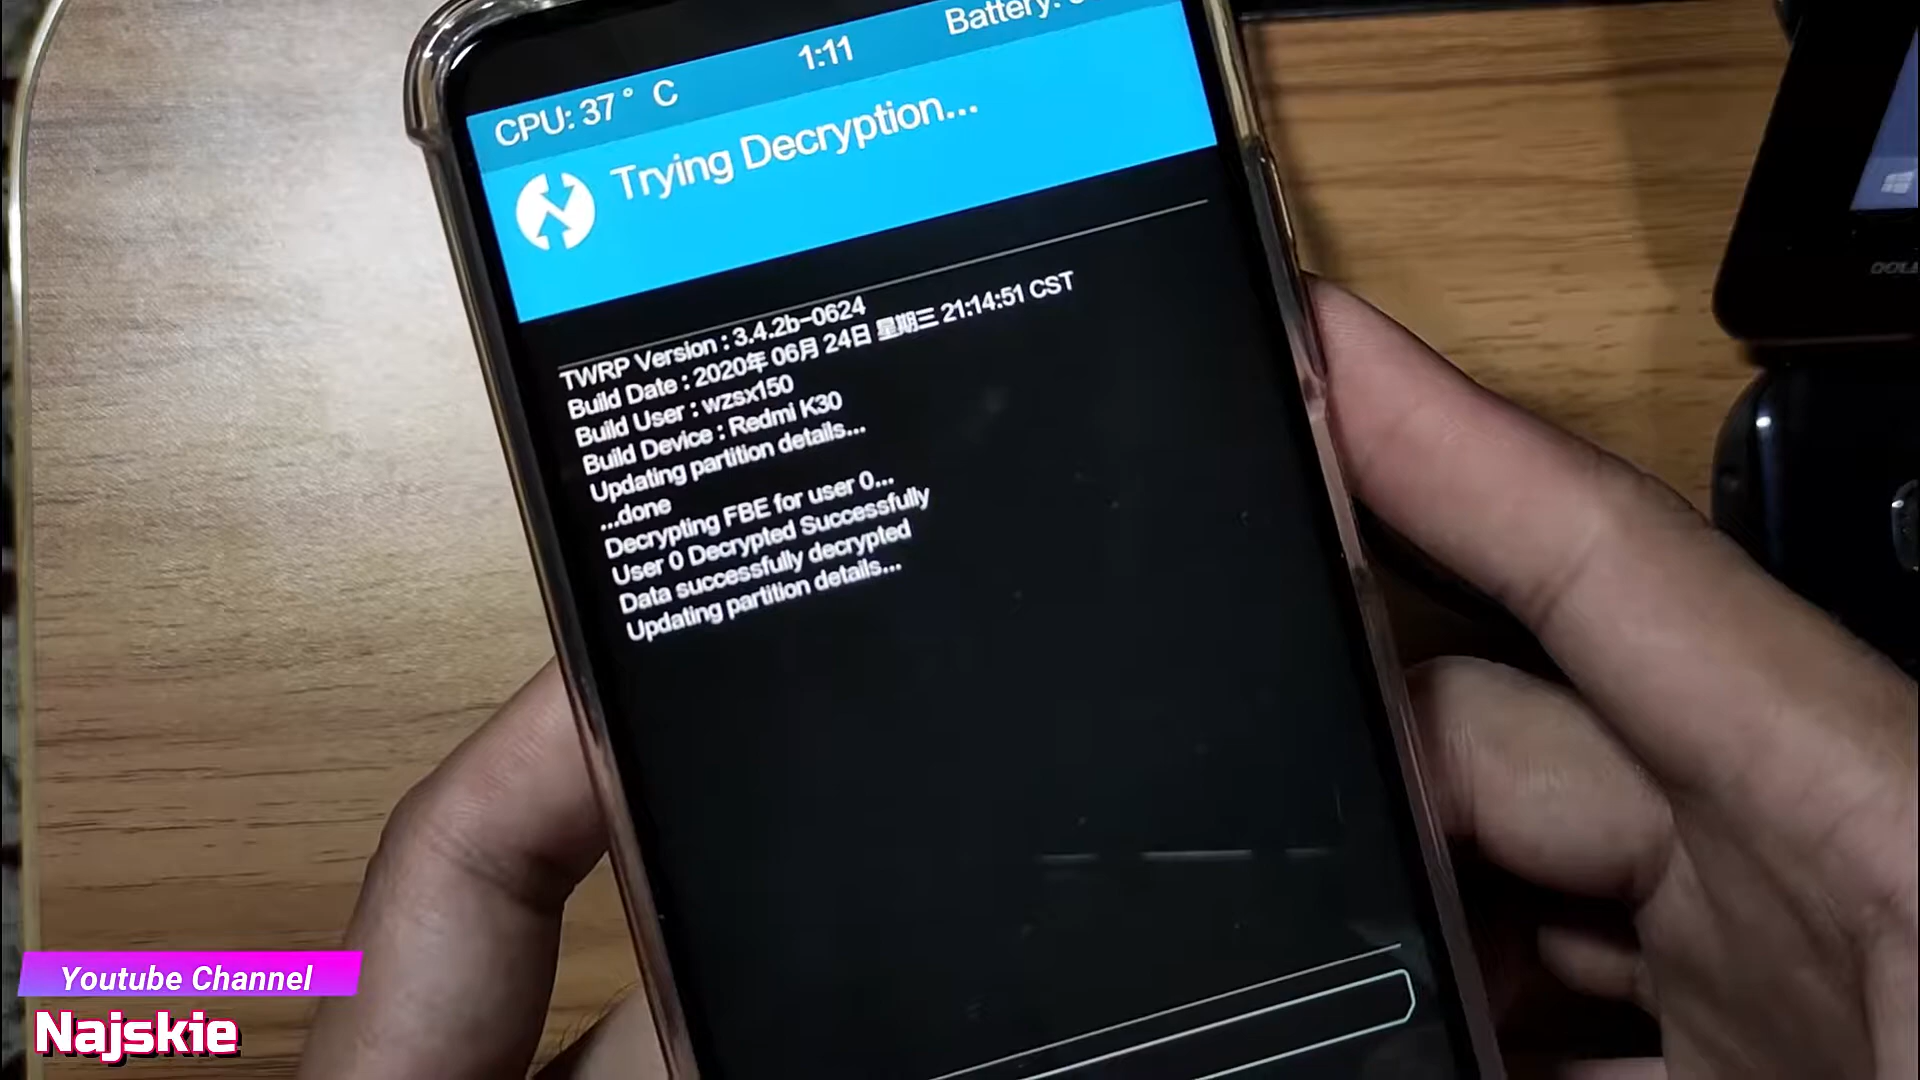 CPU: 37° C
1:11
Battery:
Trying Decryption...
TWRP Version : 3.4.2b-0624
Build Date : 2020年 06月 24日 星期三 21:14:51 CST
Build User : wzsx150
Build Device : Redmi K30
Updating partition details...
...done
Decrypting FBE for user 0...
User 0 Decrypted Successfully
Data successfully decrypted
Updating partition details...
Youtube Channel
Najskie